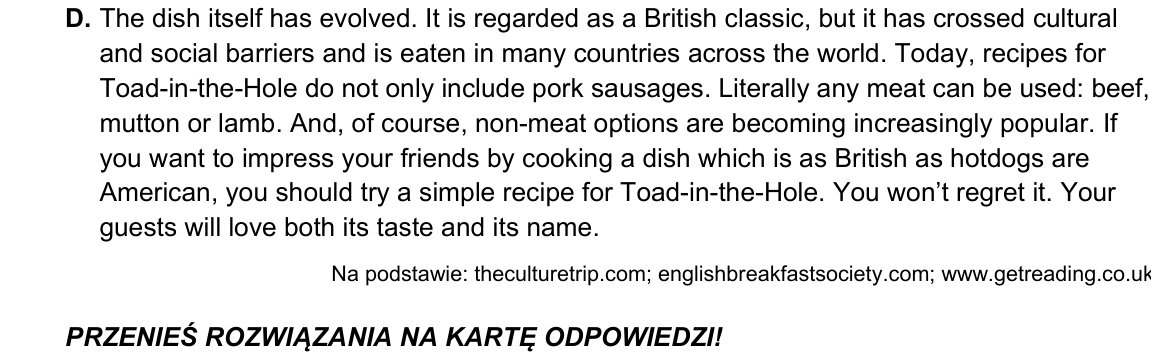 D. The dish itself has evolved. It is regarded as a British classic, but it has crossed cultural
and social barriers and is eaten in many countries across the world. Today, recipes for
Toad-in-the-Hole do not only include pork sausages. Literally any meat can be used: beef,
mutton or lamb. And, of course, non-meat options are becoming increasingly popular. If
you want to impress your friends by cooking a dish which is as British as hotdogs are
American, you should try a simple recipe for Toad-in-the-Hole. You won’t regret it. Your
guests will love both its taste and its name.
Na podstawie: theculturetrip.com; englishbreakfastsociety.com; www.getreading.co.uk
PRZENIEŚ ROZWIĄZANIA NA KARTĘ ODPOWIEDZI!